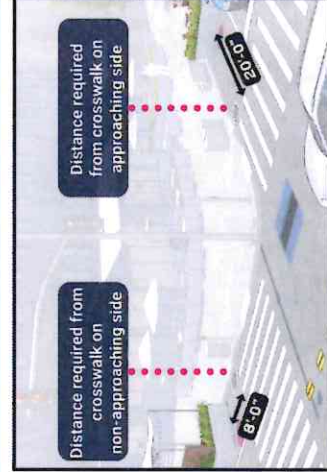 Distance required from
crosswalk on
non-approaching side
8'-0"
Distance required
from crosswalk on
approaching side
20'-0"